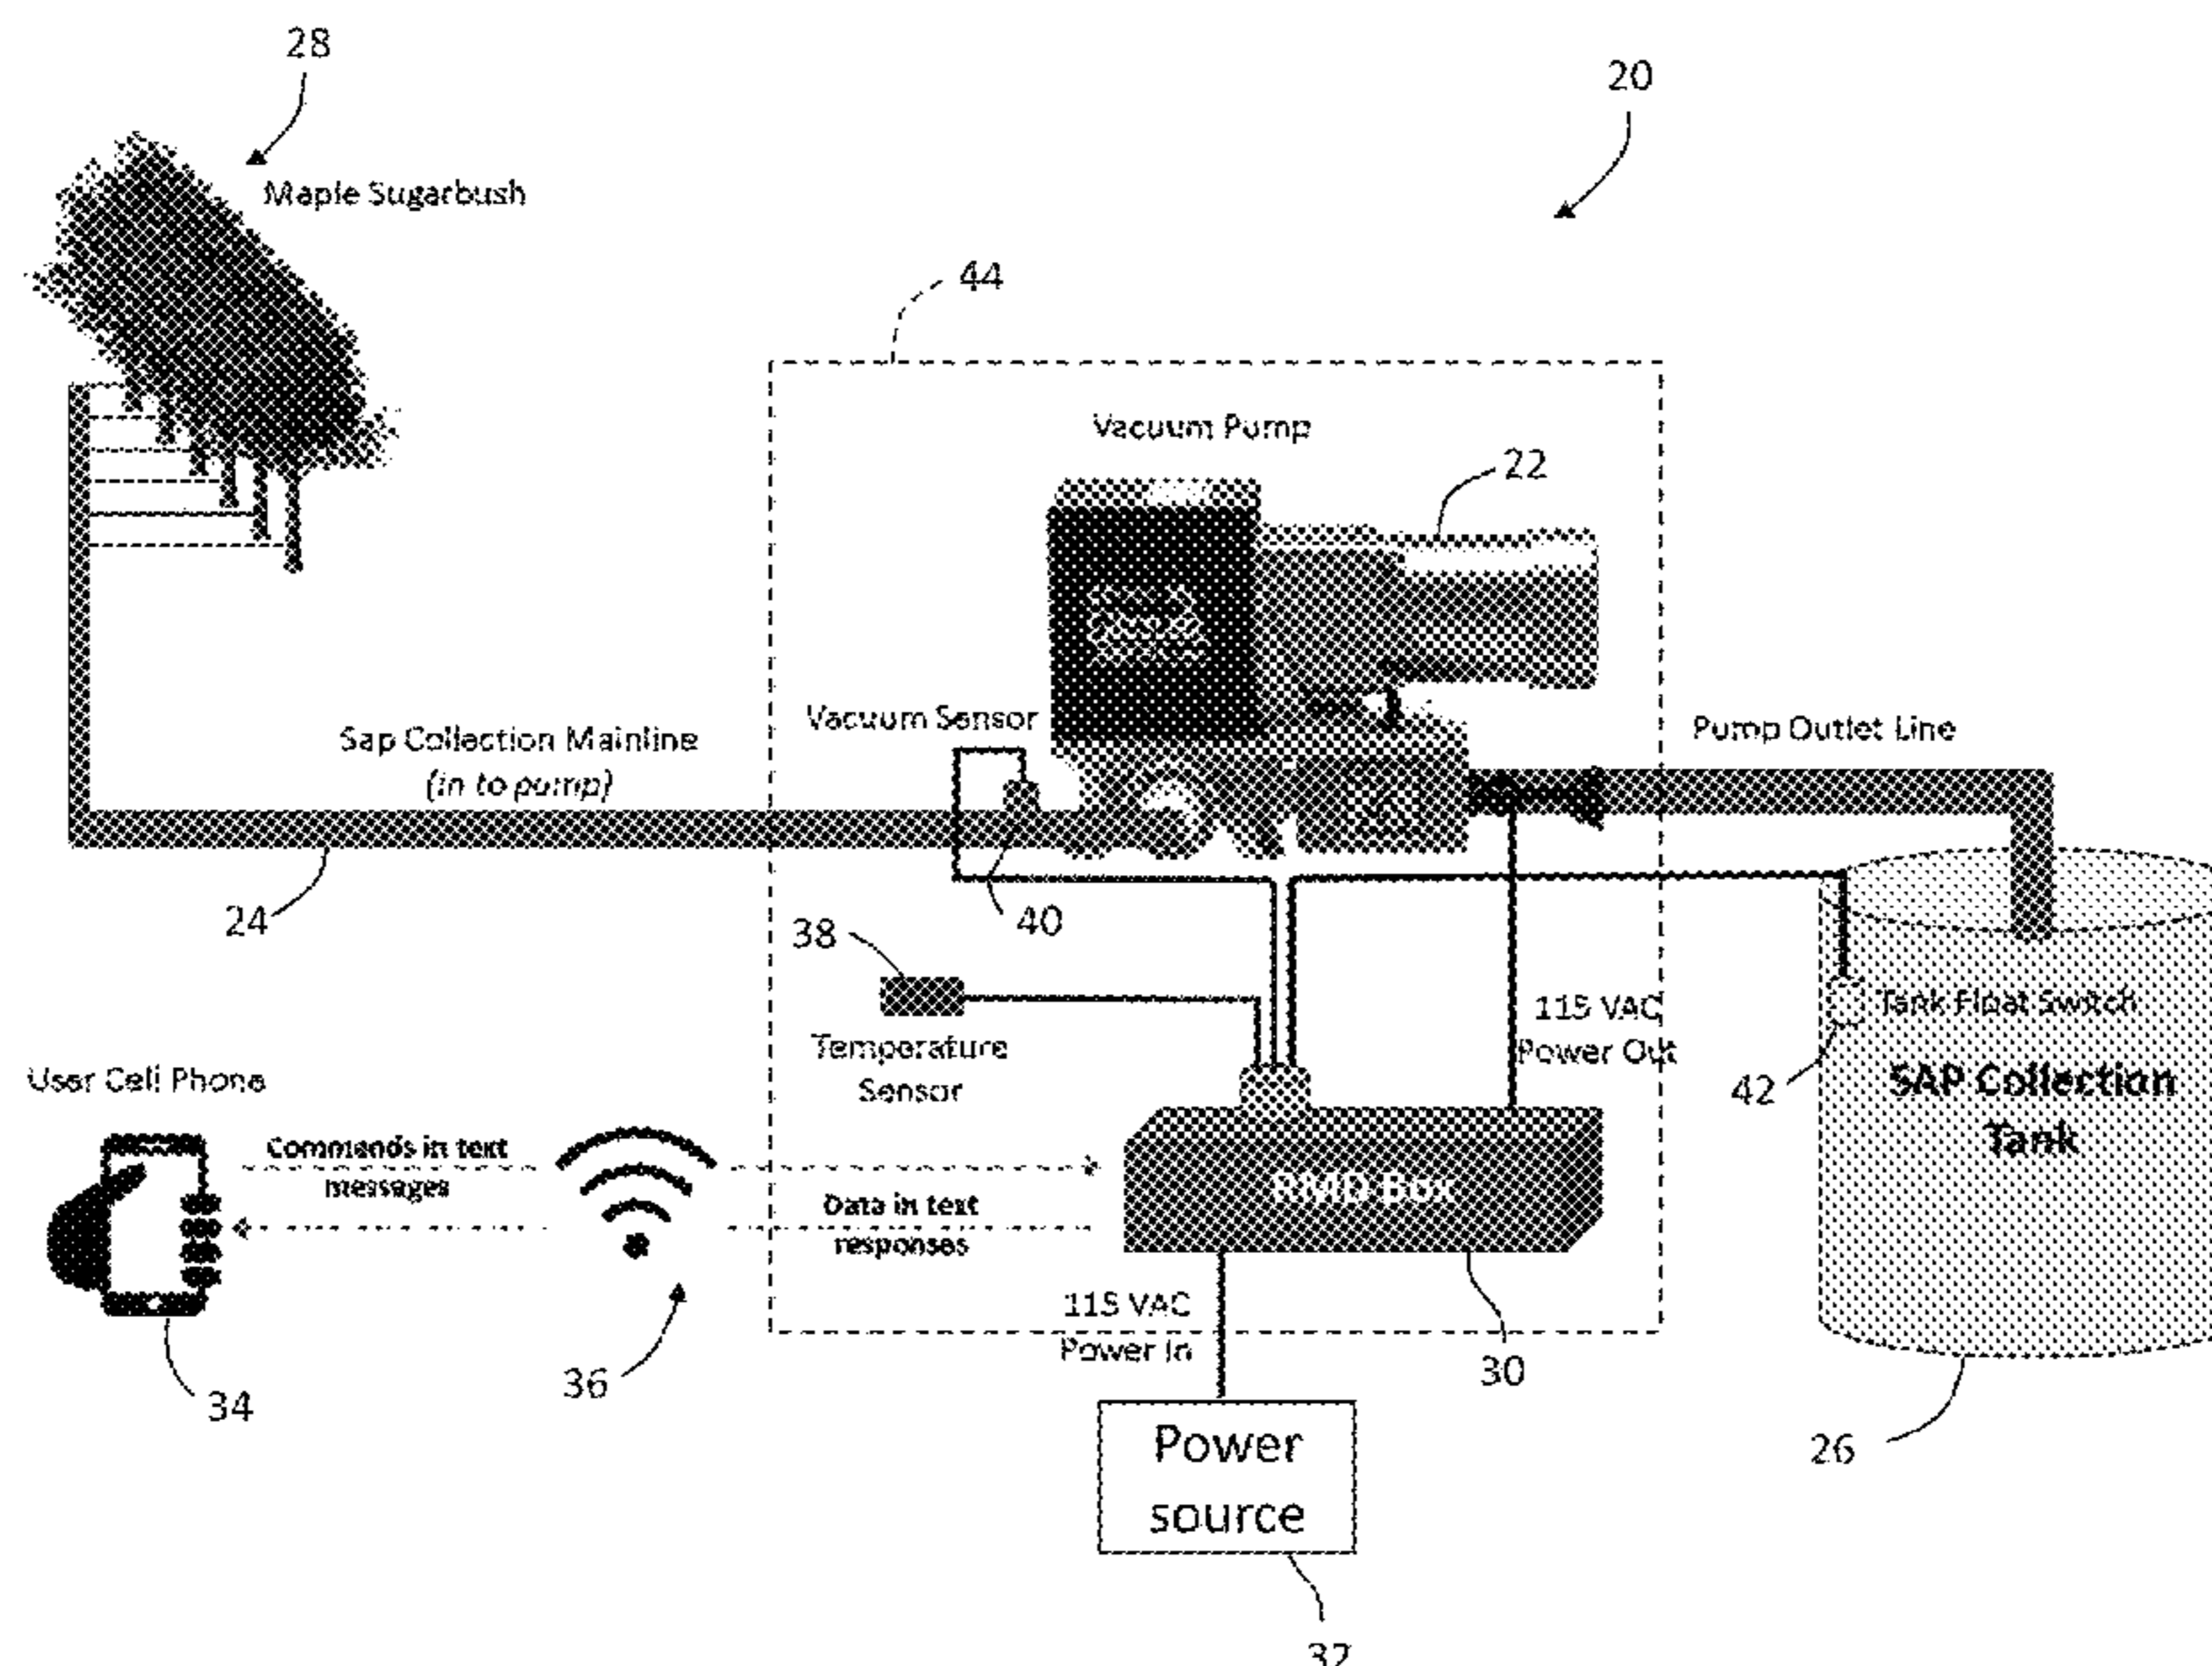 28
20
Maple Sugarbush
44
Vacuum Pump
22
Vacuum Sensor
Sap Collection Mainline
(in to pump)
Pump Outlet Line
24
40
38
115 VAC
Power Out
Tank Float Switch
Temperature
Sensor
42
SAP Collection
Tank
User Cell Phone
Commands in text
messages
RMD Box
Data in text
responses
115 VAC
Power In
30
36
34
26
Power
source
32